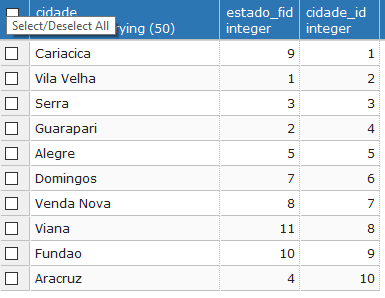 cidade estado_fid cidade_id
Select/Deselect All
rying (50) integer integer
Cariacica 9 1
Vila Velha 1 2
Serra 3 3
Guarapari 2 4
Alegre 5 5
Domingos 7 6
Venda Nova 8 7
Viana 11 8
Fundao 10 9
Aracruz 4 10